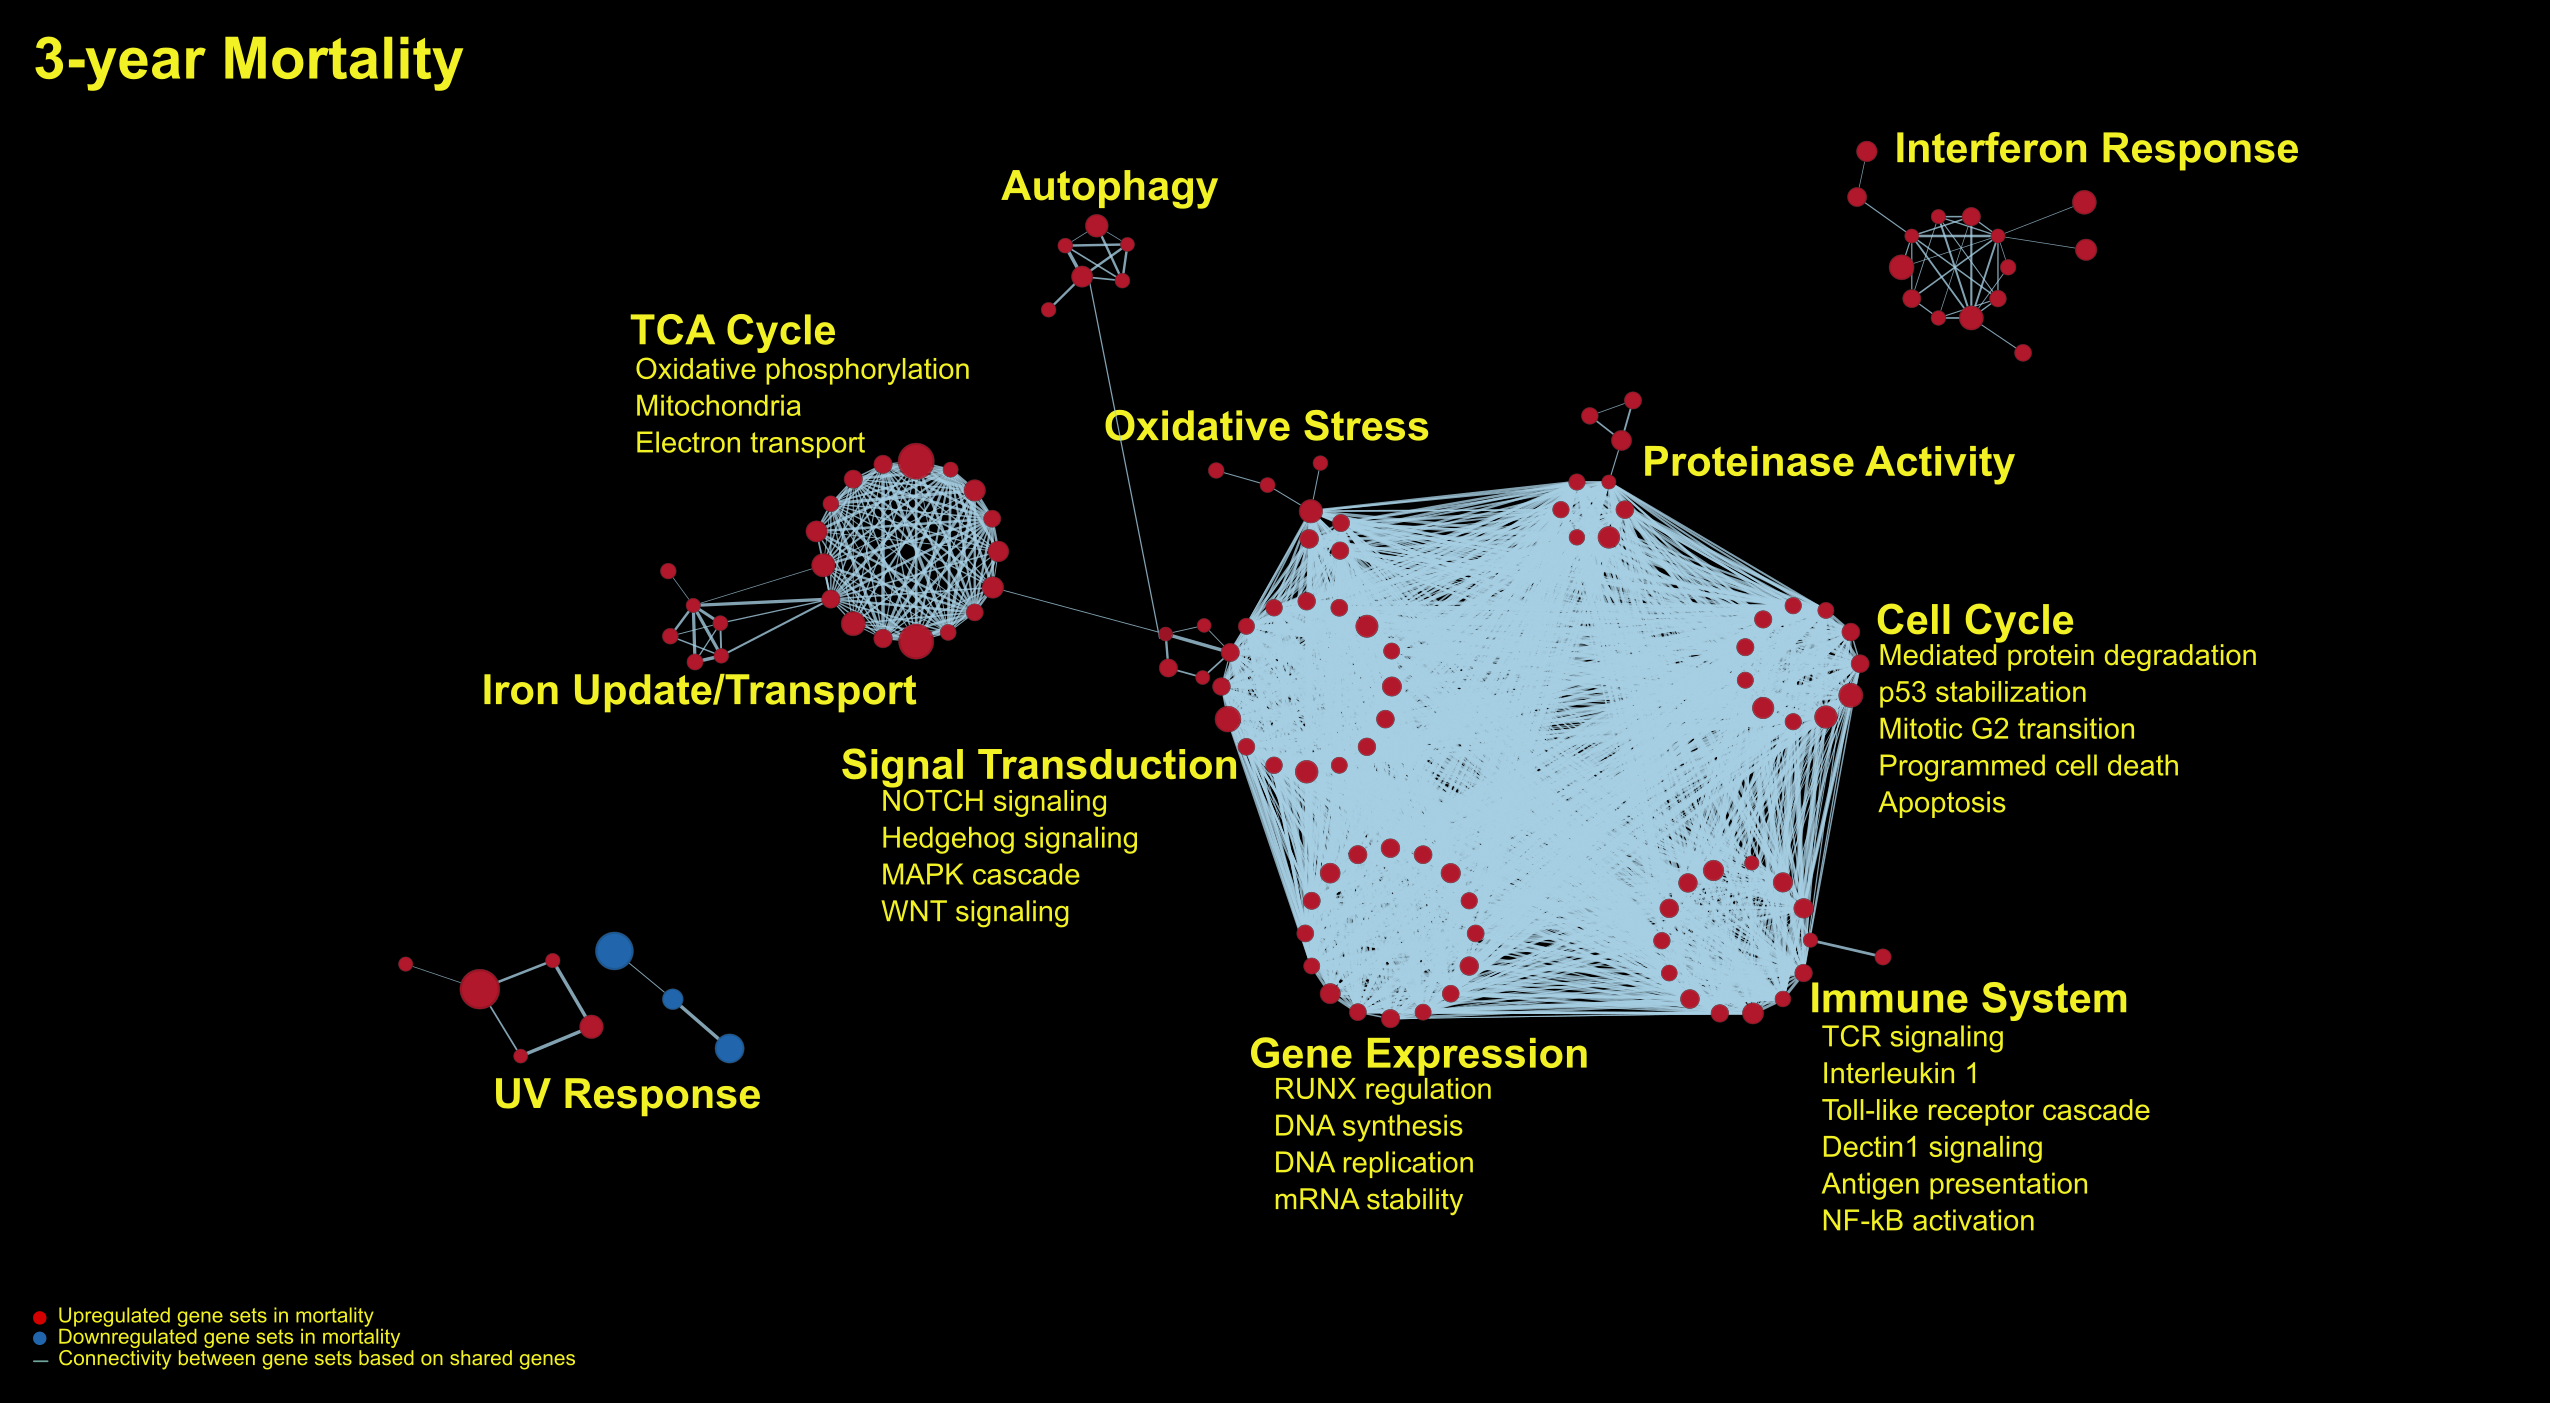 3-year Mortality
Interferon Response
Autophagy
TCA Cycle
Oxidative phosphorylation
Mitochondria
Electron transport
Oxidative Stress
Proteinase Activity
Cell Cycle
Mediated protein degradation
p53 stabilization
Mitotic G2 transition
Programmed cell death
Apoptosis
Iron Update/Transport
Signal Transduction
NOTCH signaling
Hedgehog signaling
MAPK cascade
WNT signaling
UV Response
Gene Expression
RUNX regulation
DNA synthesis
DNA replication
mRNA stability
Immune System
TCR signaling
Interleukin 1
Toll-like receptor cascade
Dectin1 signaling
Antigen presentation
NF-kB activation
Upregulated gene sets in mortality
Downregulated gene sets in mortality
Connectivity between gene sets based on shared genes